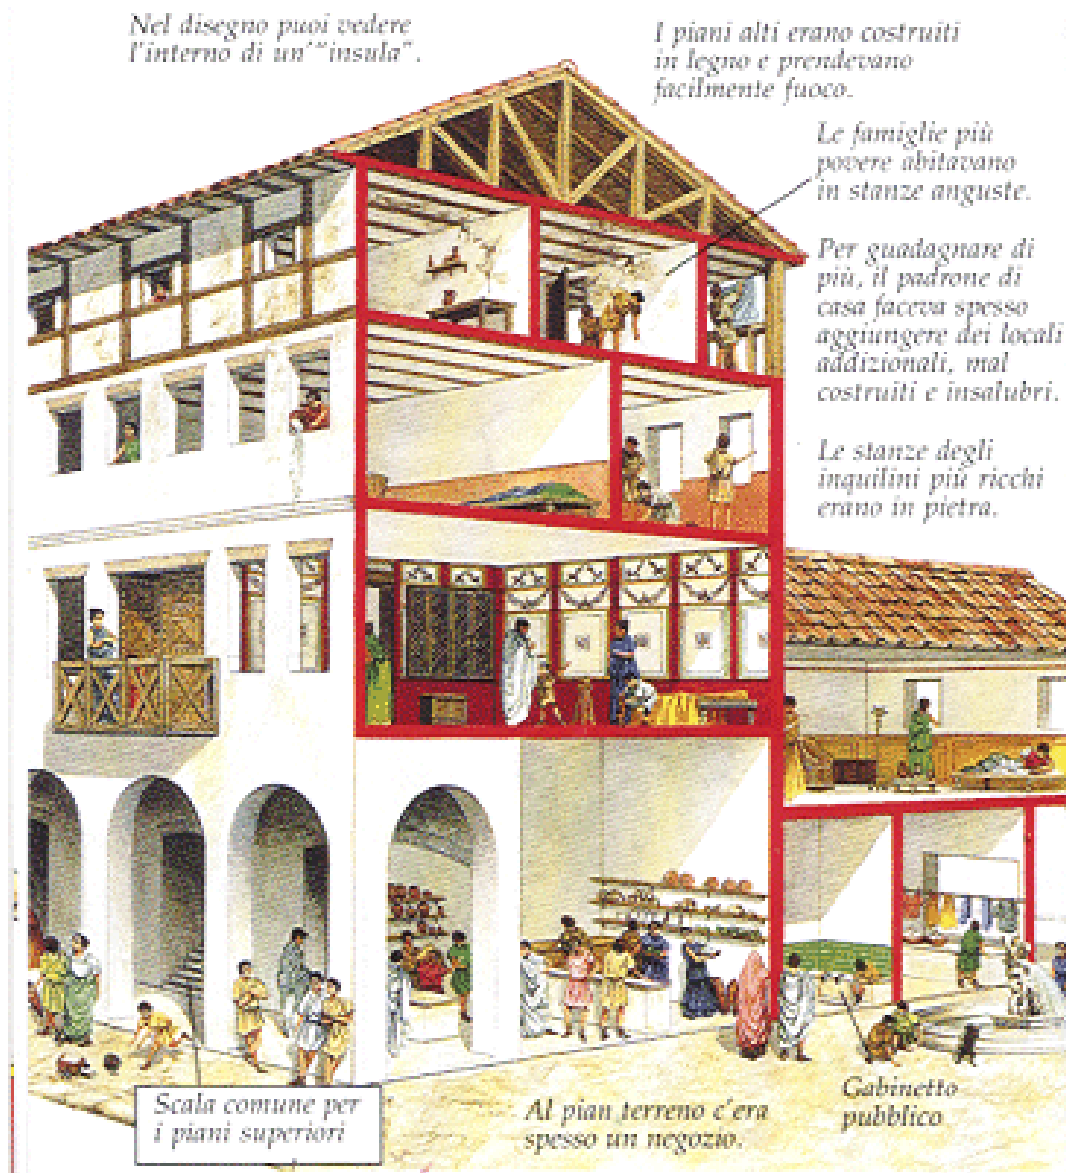 Nel disegno puoi vedere
l'interno di un'"insula".
I piani alti erano costruiti
in legno e prendevano
facilmente fuoco.
Le famiglie più
povere abitavano
in stanze anguste.
Per guadagnare di
più, il padrone di
casa faceva spesso
aggiungere dei locali
addizionali, mal
costruiti e insalubri.
Le stanze degli
inquilini più ricchi
erano in pietra.
Scala comune per
i piani superiori
Al pian terreno c'era
spesso un negozio.
Gabinetto
pubblico